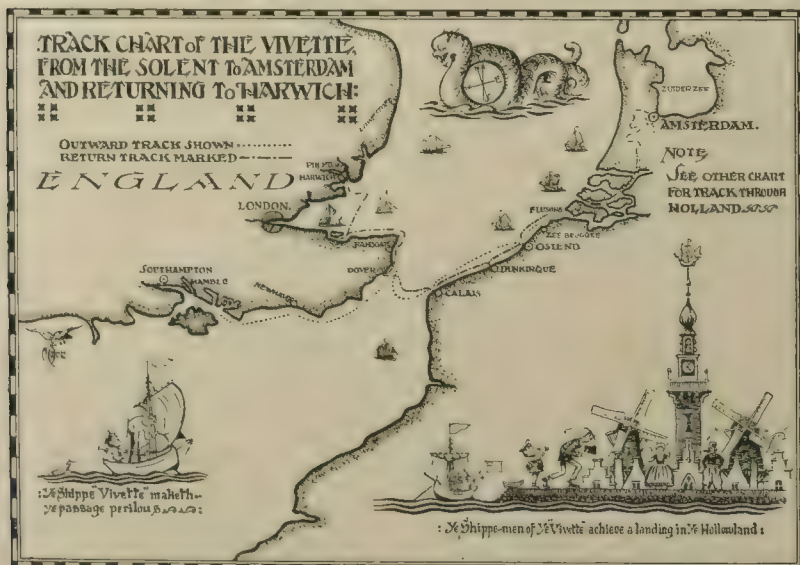 TRACK CHART of THE VIVETTE,
FROM THE SOLENT To AMSTERDAM
AND RETURNING To HARWICH:
OUTWARD TRACK SHOWN
RETURN TRACK MARKED
ENGLAND
ZUIDER ZEE
AMSTERDAM.
NOTE,
SEE OTHER CHART
FOR TRACK THROUGH
HOLLAND
HARWICH
LONDON.
FLUSHING
ZEE BRUGGE
OSTEND
RAMSGATE
DOVER
DUNKIRQUE
CALAIS
SOUTHAMPTON
HAMBLE
NEWHAVEN
: Ye Shippe "Vivette" maketh
ye passage perilous
: Ye Shippe-men of Ye "Vivette" achieve a landing in Ye Hollowland :